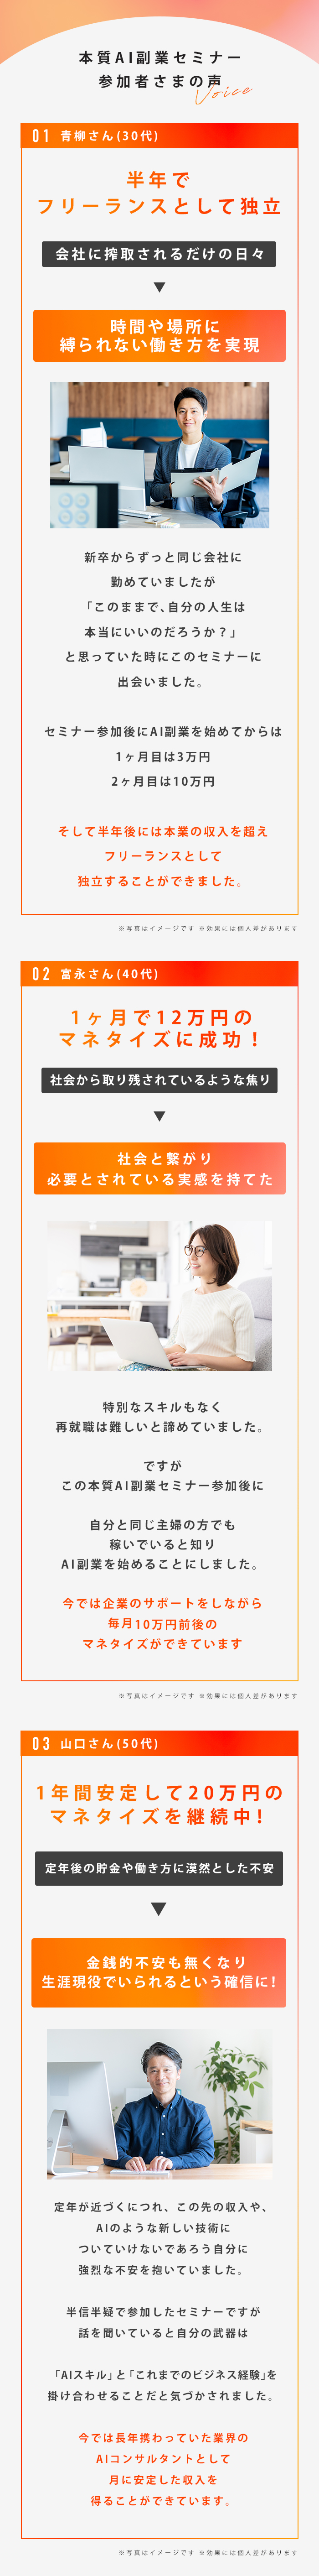 本質AI副業セミナー
参加者さまの声
Voice
01 青柳さん(30代)
半年で
フリーランスとして独立
会社に搾取されるだけの日々
▼
時間や場所に
縛られない働き方を実現
新卒からずっと同じ会社に
勤めていましたが
「このままで、自分の人生は
本当にいいのだろうか？」
と思っていた時にこのセミナーに
出会いました。
セミナー参加後にAI副業を始めてからは
1ヶ月目は3万円
2ヶ月目は10万円
そして半年後には本業の収入を超え
フリーランスとして
独立することができました。
※写真はイメージです ※効果には個人差があります
02 富永さん(40代)
1ヶ月で12万円の
マネタイズに成功！
社会から取り残されているような焦り
▼
社会と繋がり
必要とされている実感を持てた
特別なスキルもなく
再就職は難しいと諦めていました。
ですが
この本質AI副業セミナー参加後に
自分と同じ主婦の方でも
稼いでいると知り
AI副業を始めることにしました。
今では企業のサポートをしながら
毎月10万円前後の
マネタイズができています
※写真はイメージです ※効果には個人差があります
03 山口さん(50代)
1年間安定して20万円の
マネタイズを継続中！
定年後の貯金や働き方に漠然とした不安
▼
金銭的不安も無くなり
生涯現役でいられるという確信に！
定年が近づくにつれ、この先の収入や、
AIのような新しい技術に
ついていけないであろう自分に
強烈な不安を抱いていました。
半信半疑で参加したセミナーですが
話を聞いていると自分の武器は
「AIスキル」と「これまでのビジネス経験」を
掛け合わせることだと気づかされました。
今では長年携わっていた業界の
AIコンサルタントとして
月に安定した収入を
得ることができています。
※写真はイメージです ※効果には個人差があります